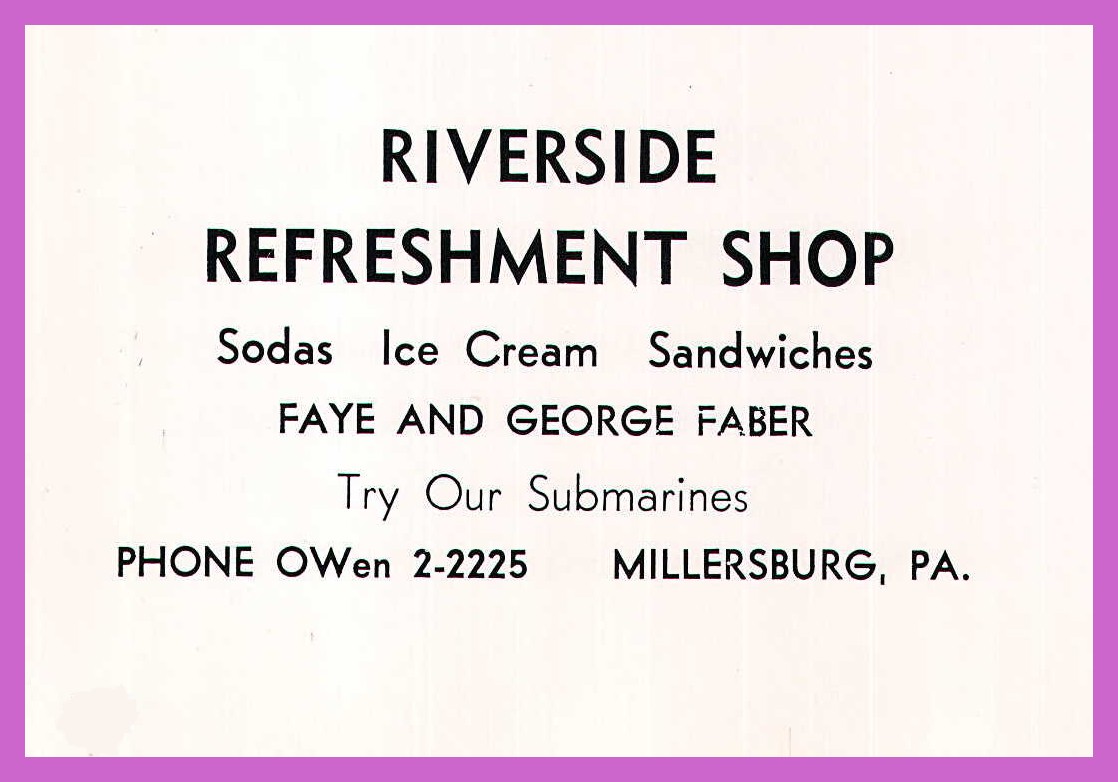 RIVERSIDE
REFRESHMENT SHOP
Sodas Ice Cream Sandwiches
FAYE AND GEORGE FABER
Try Our Submarines
PHONE OWen 2-2225 MILLERSBURG, PA.